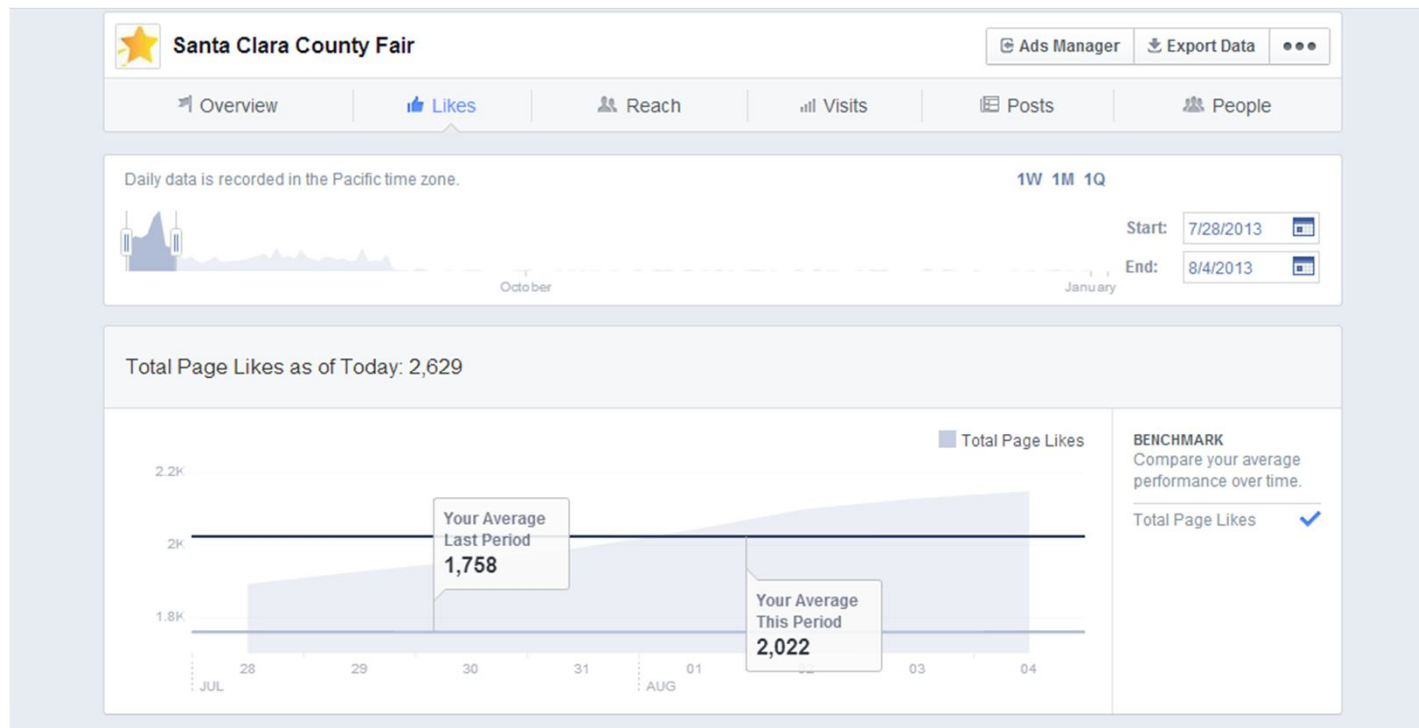 Santa Clara County Fair
Ads Manager
Export Data
Overview
Likes
Reach
Visits
Posts
People
Daily data is recorded in the Pacific time zone.
1W 1M 1Q
Start: 7/28/2013
End: 8/4/2013
October
January
Total Page Likes as of Today: 2,629
Total Page Likes
BENCHMARK
Compare your average
performance over time.
Total Page Likes
2.2K
2K
1.8K
Your Average
Last Period
1,758
Your Average
This Period
2,022
28 29 30 31 01 02 03 04
JUL AUG